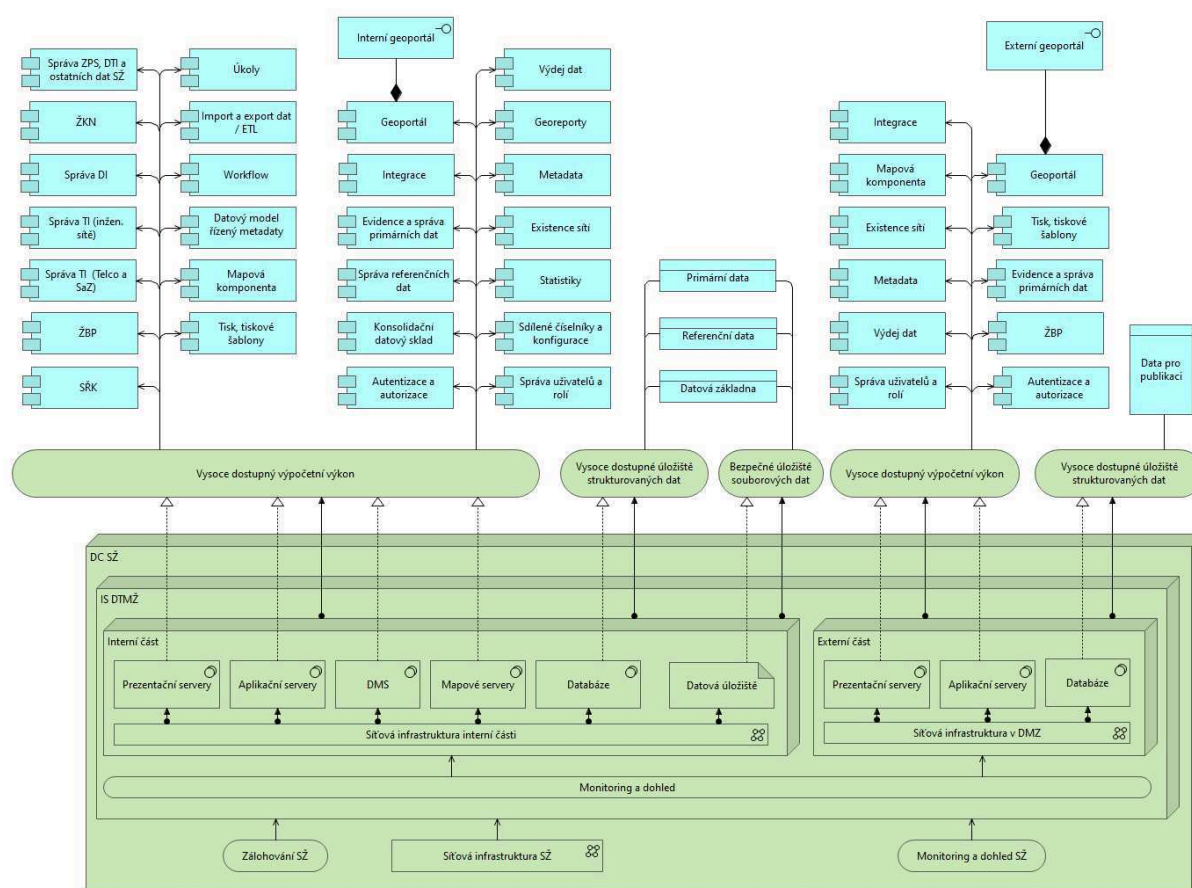 Interní geoportál
Externí geoportál
Správa ZPS, DTI a
ostatních dat SŽ
Úkoly
Výdej dat
ŽKN
Import a export dat
/ ETL
Geoportál
Georeporty
Integrace
Správa DI
Workflow
Integrace
Metadata
Mapová
komponenta
Geoportál
Správa TI (inžen.
sítě)
Datový model
řízený metadaty
Evidence a správa
primárních dat
Existence sítí
Existence sítí
Tisk, tiskové
šablony
Správa TI (Telco a
SaZ)
Mapová
komponenta
Správa referenčních
dat
Statistiky
Primární data
Metadata
Evidence a správa
primárních dat
ŽBP
Tisk, tiskové
šablony
Konsolidační
datový sklad
Sdílené číselníky a
konfigurace
Referenční data
Výdej dat
ŽBP
Data pro
publikaci
SŘK
Autentizace a
autorizace
Správa uživatelů a
rolí
Datová základna
Správa uživatelů a
rolí
Autentizace a
autorizace
Vysoce dostupný výpočetní výkon
Vysoce dostupné úložiště
strukturovaných dat
Bezpečné úložiště
souborových dat
Vysoce dostupný výpočetní výkon
Vysoce dostupné úložiště
strukturovaných dat
DC SŽ
IS DTMŽ
Interní část
Externí část
Prezentační servery
Aplikační servery
DMS
Mapové servery
Databáze
Datová úložiště
Prezentační servery
Aplikační servery
Databáze
Síťová infrastruktura interní části
Síťová infrastruktura v DMZ
Monitoring a dohled
Zálohování SŽ
Síťová infrastruktura SŽ
Monitoring a dohled SŽ